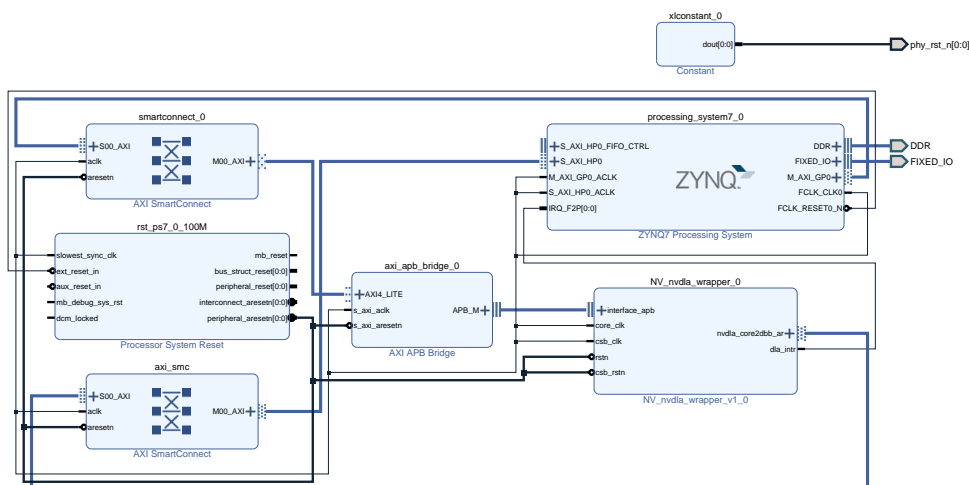 xlconstant_0
dout[0:0]
Constant
phy_rst_n[0:0]
smartconnect_0
S00_AXI
aclk
aresetn
M00_AXI
AXI SmartConnect
processing_system7_0
S_AXI_HP0_FIFO_CTRL
S_AXI_HP0
M_AXI_GP0_ACLK
S_AXI_HP0_ACLK
IRQ_F2P[0:0]
ZYNQ
DDR
FIXED_IO
M_AXI_GP0
FCLK_CLK0
FCLK_RESET0_N
ZYNQ7 Processing System
DDR
FIXED_IO
rst_ps7_0_100M
slowest_sync_clk
ext_reset_in
aux_reset_in
mb_debug_sys_rst
dcm_locked
mb_reset
bus_struct_reset[0:0]
peripheral_reset[0:0]
interconnect_aresetn[0:0]
peripheral_aresetn[0:0]
Processor System Reset
axi_apb_bridge_0
AXI4_LITE
s_axi_aclk
s_axi_aresetn
APB_M
AXI APB Bridge
NV_nvdla_wrapper_0
interface_apb
core_clk
csb_clk
rstn
csb_rstn
nvdla_core2dbb_ar
dla_intr
NV_nvdla_wrapper_v1_0
axi_smc
S00_AXI
aclk
aresetn
M00_AXI
AXI SmartConnect